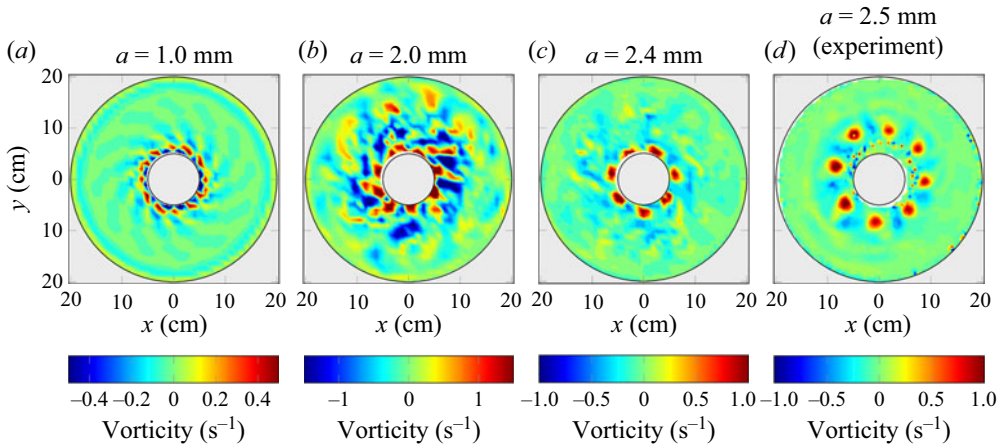 (a)
a = 1.0 mm
(b)
a = 2.0 mm
(c)
a = 2.4 mm
(d)
a = 2.5 mm
(experiment)
20
10
0
10
20
y (cm)
20 10 0 10 20
20 10 0 10 20
20 10 0 10 20
20 10 0 10 20
x (cm)
x (cm)
x (cm)
x (cm)
–0.4 –0.2 0 0.2 0.4
–1 0 1
–1.0 –0.5 0 0.5 1.0
–1.0 –0.5 0 0.5 1.0
Vorticity (s–1)
Vorticity (s–1)
Vorticity (s–1)
Vorticity (s–1)